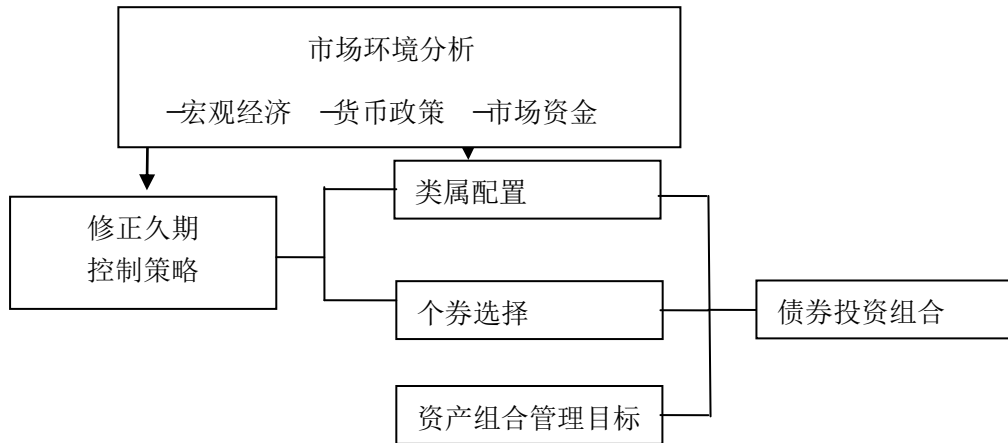 市场环境分析
–宏观经济 –货币政策 –市场资金
类属配置
修正久期
控制策略
个券选择
债券投资组合
资产组合管理目标